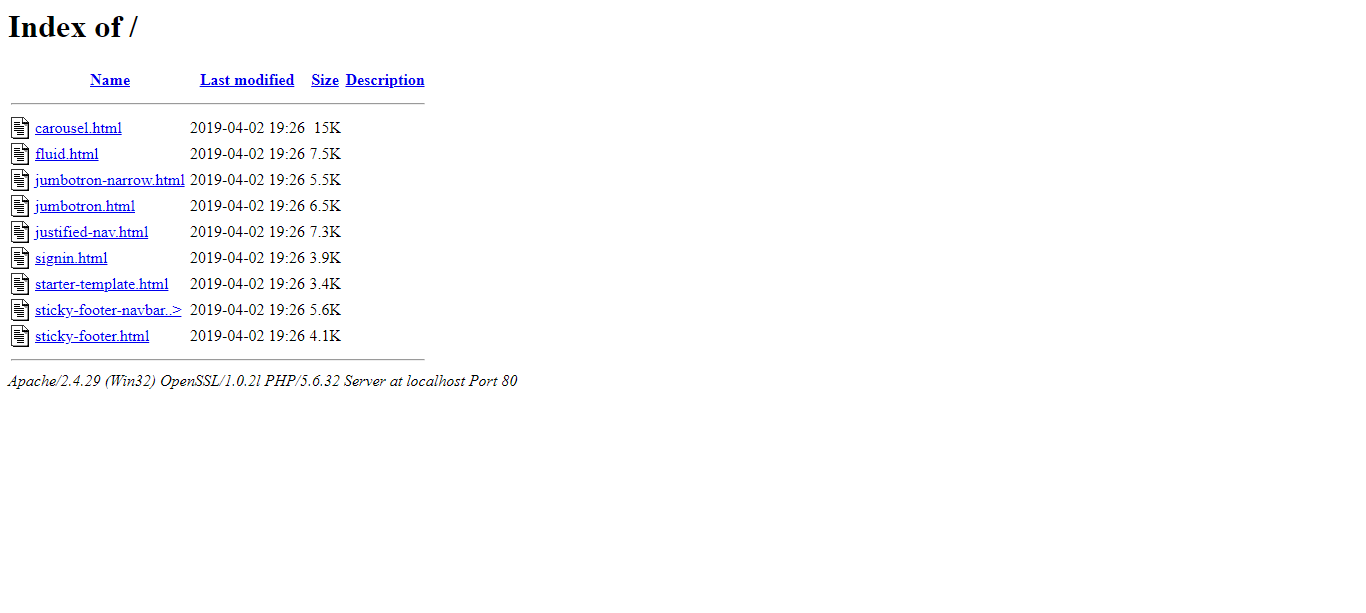 Index of /
Name Last modified Size Description
carousel.html 2019-04-02 19:26 15K
fluid.html 2019-04-02 19:26 7.5K
jumbotron-narrow.html 2019-04-02 19:26 5.5K
jumbotron.html 2019-04-02 19:26 6.5K
justified-nav.html 2019-04-02 19:26 7.3K
signin.html 2019-04-02 19:26 3.9K
starter-template.html 2019-04-02 19:26 3.4K
sticky-footer-navbar..> 2019-04-02 19:26 5.6K
sticky-footer.html 2019-04-02 19:26 4.1K
Apache/2.4.29 (Win32) OpenSSL/1.0.2l PHP/5.6.32 Server at localhost Port 80